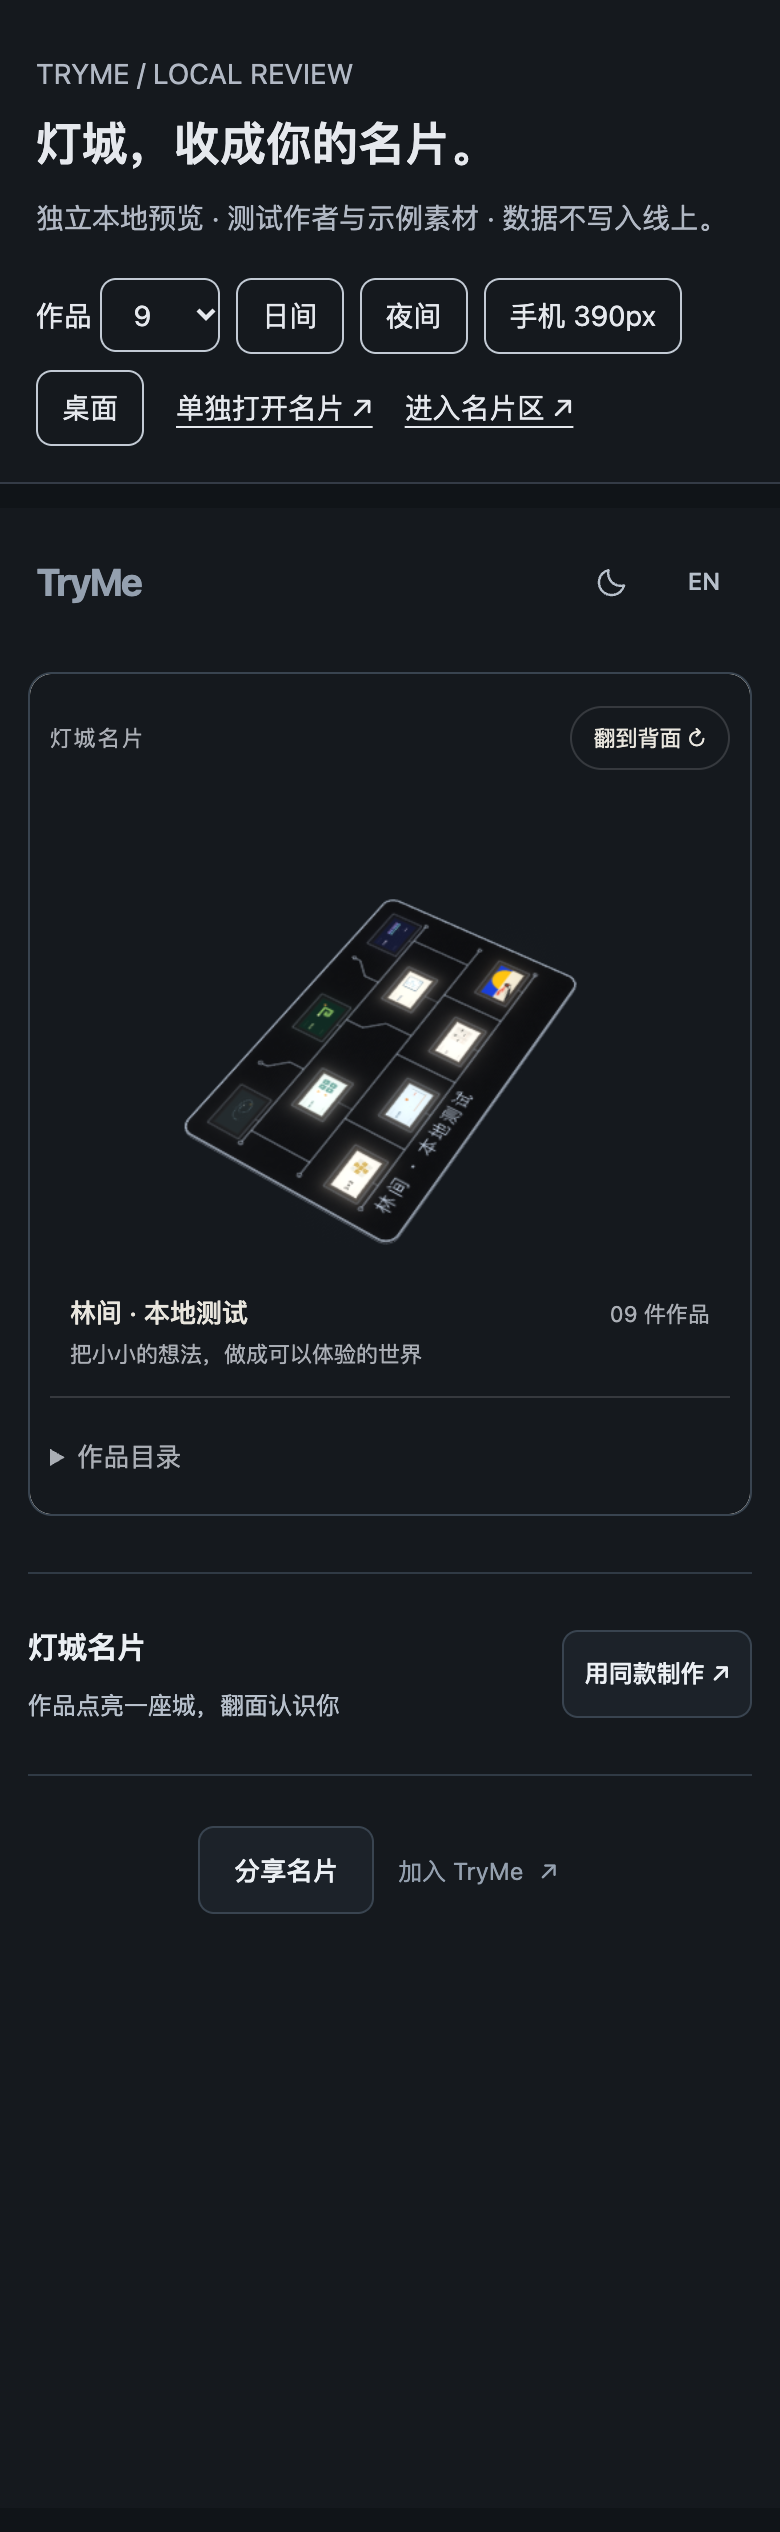 TRYME / LOCAL REVIEW
灯城，收成你的名片。
独立本地预览 · 测试作者与示例素材 · 数据不写入线上。
作品 9 日间 夜间 手机 390px
桌面 单独打开名片 ↗ 进入名片区 ↗
TryMe EN
灯城名片 翻到背面 ↻
林间 · 本地测试
林间 · 本地测试 09 件作品
把小小的想法，做成可以体验的世界
▶ 作品目录
灯城名片
用同款制作 ↗
作品点亮一座城，翻面认识你
分享名片 加入 TryMe ↗